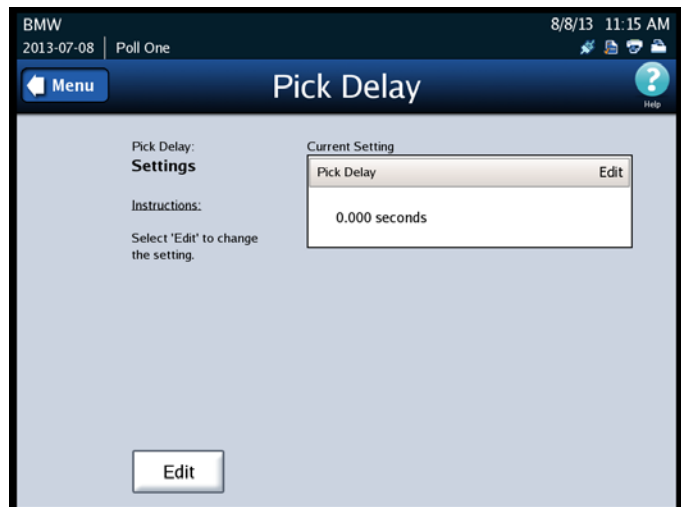 BMW
8/8/13 11:15 AM
2013-07-08 | Poll One
Menu
Pick Delay
?
Help
Pick Delay:
Settings
Instructions:
Select 'Edit' to change
the setting.
Current Setting
Pick Delay Edit
0.000 seconds
Edit